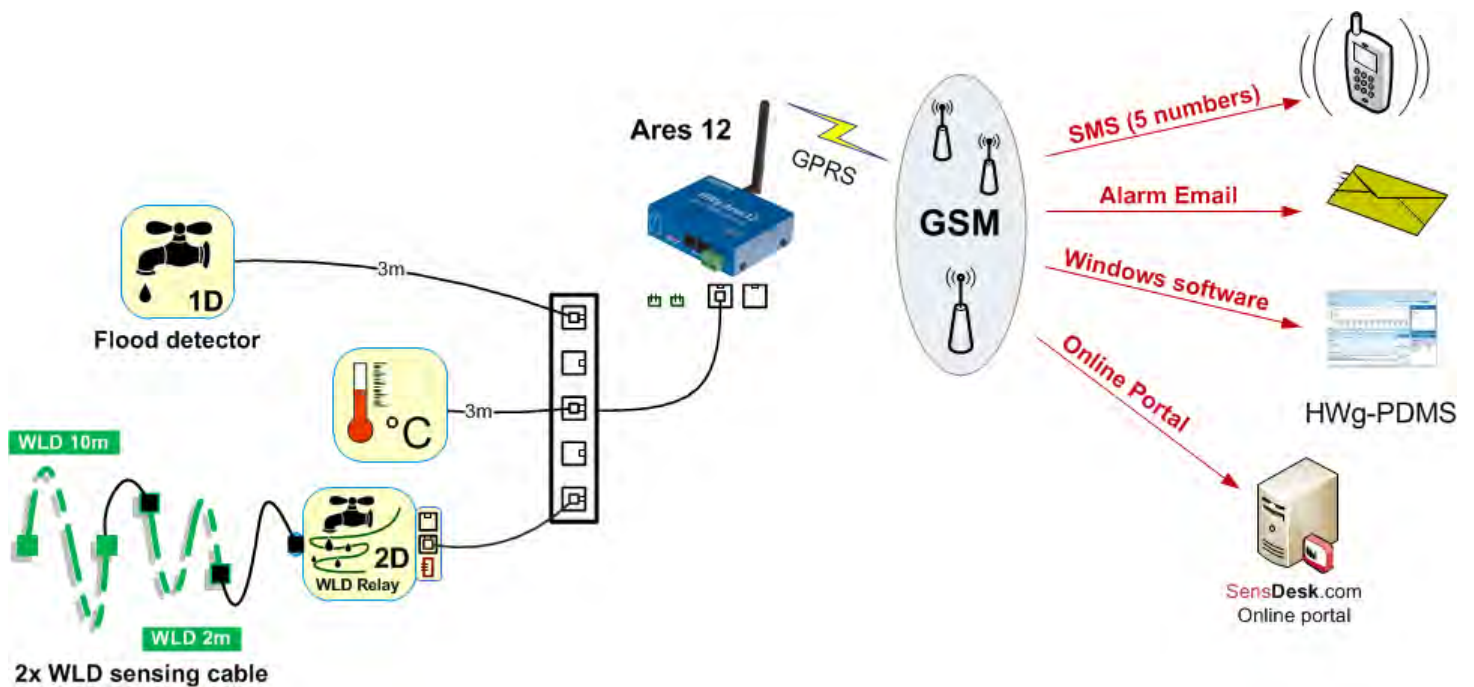 Ares 12
GPRS
GSM
SMS (5 numbers)
Alarm Email
Windows software
Online Portal
HWg-PDMS
SensDesk.com
Online portal
1D
Flood detector
3m
°C
3m
WLD 10m
2D
WLD Relay
WLD 2m
2x WLD sensing cable